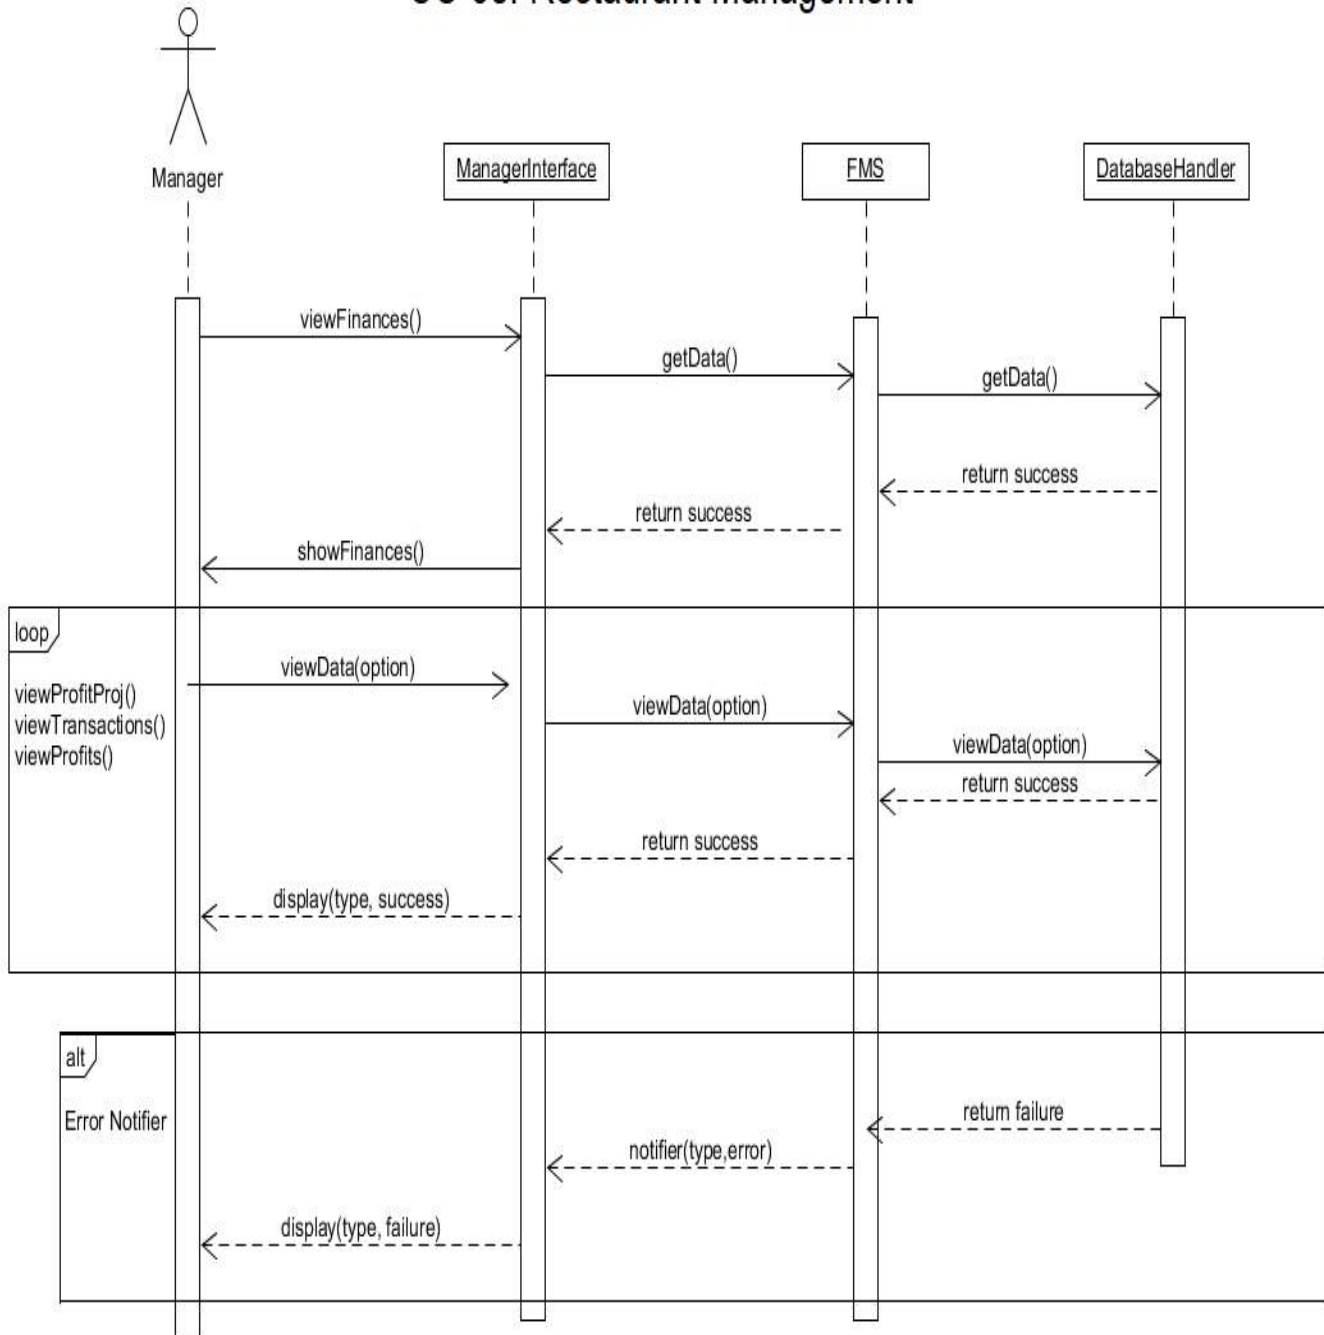 Restaurant Management
Manager
ManagerInterface
FMS
DatabaseHandler
viewFinances()
getData()
getData()
return success
return success
showFinances()
loop
viewData(option)
viewProfitProj()
viewData(option)
viewTransactions()
viewData(option)
viewProfits()
return success
return success
display(type, success)
alt
return failure
Error Notifier
notifier(type,error)
display(type, failure)